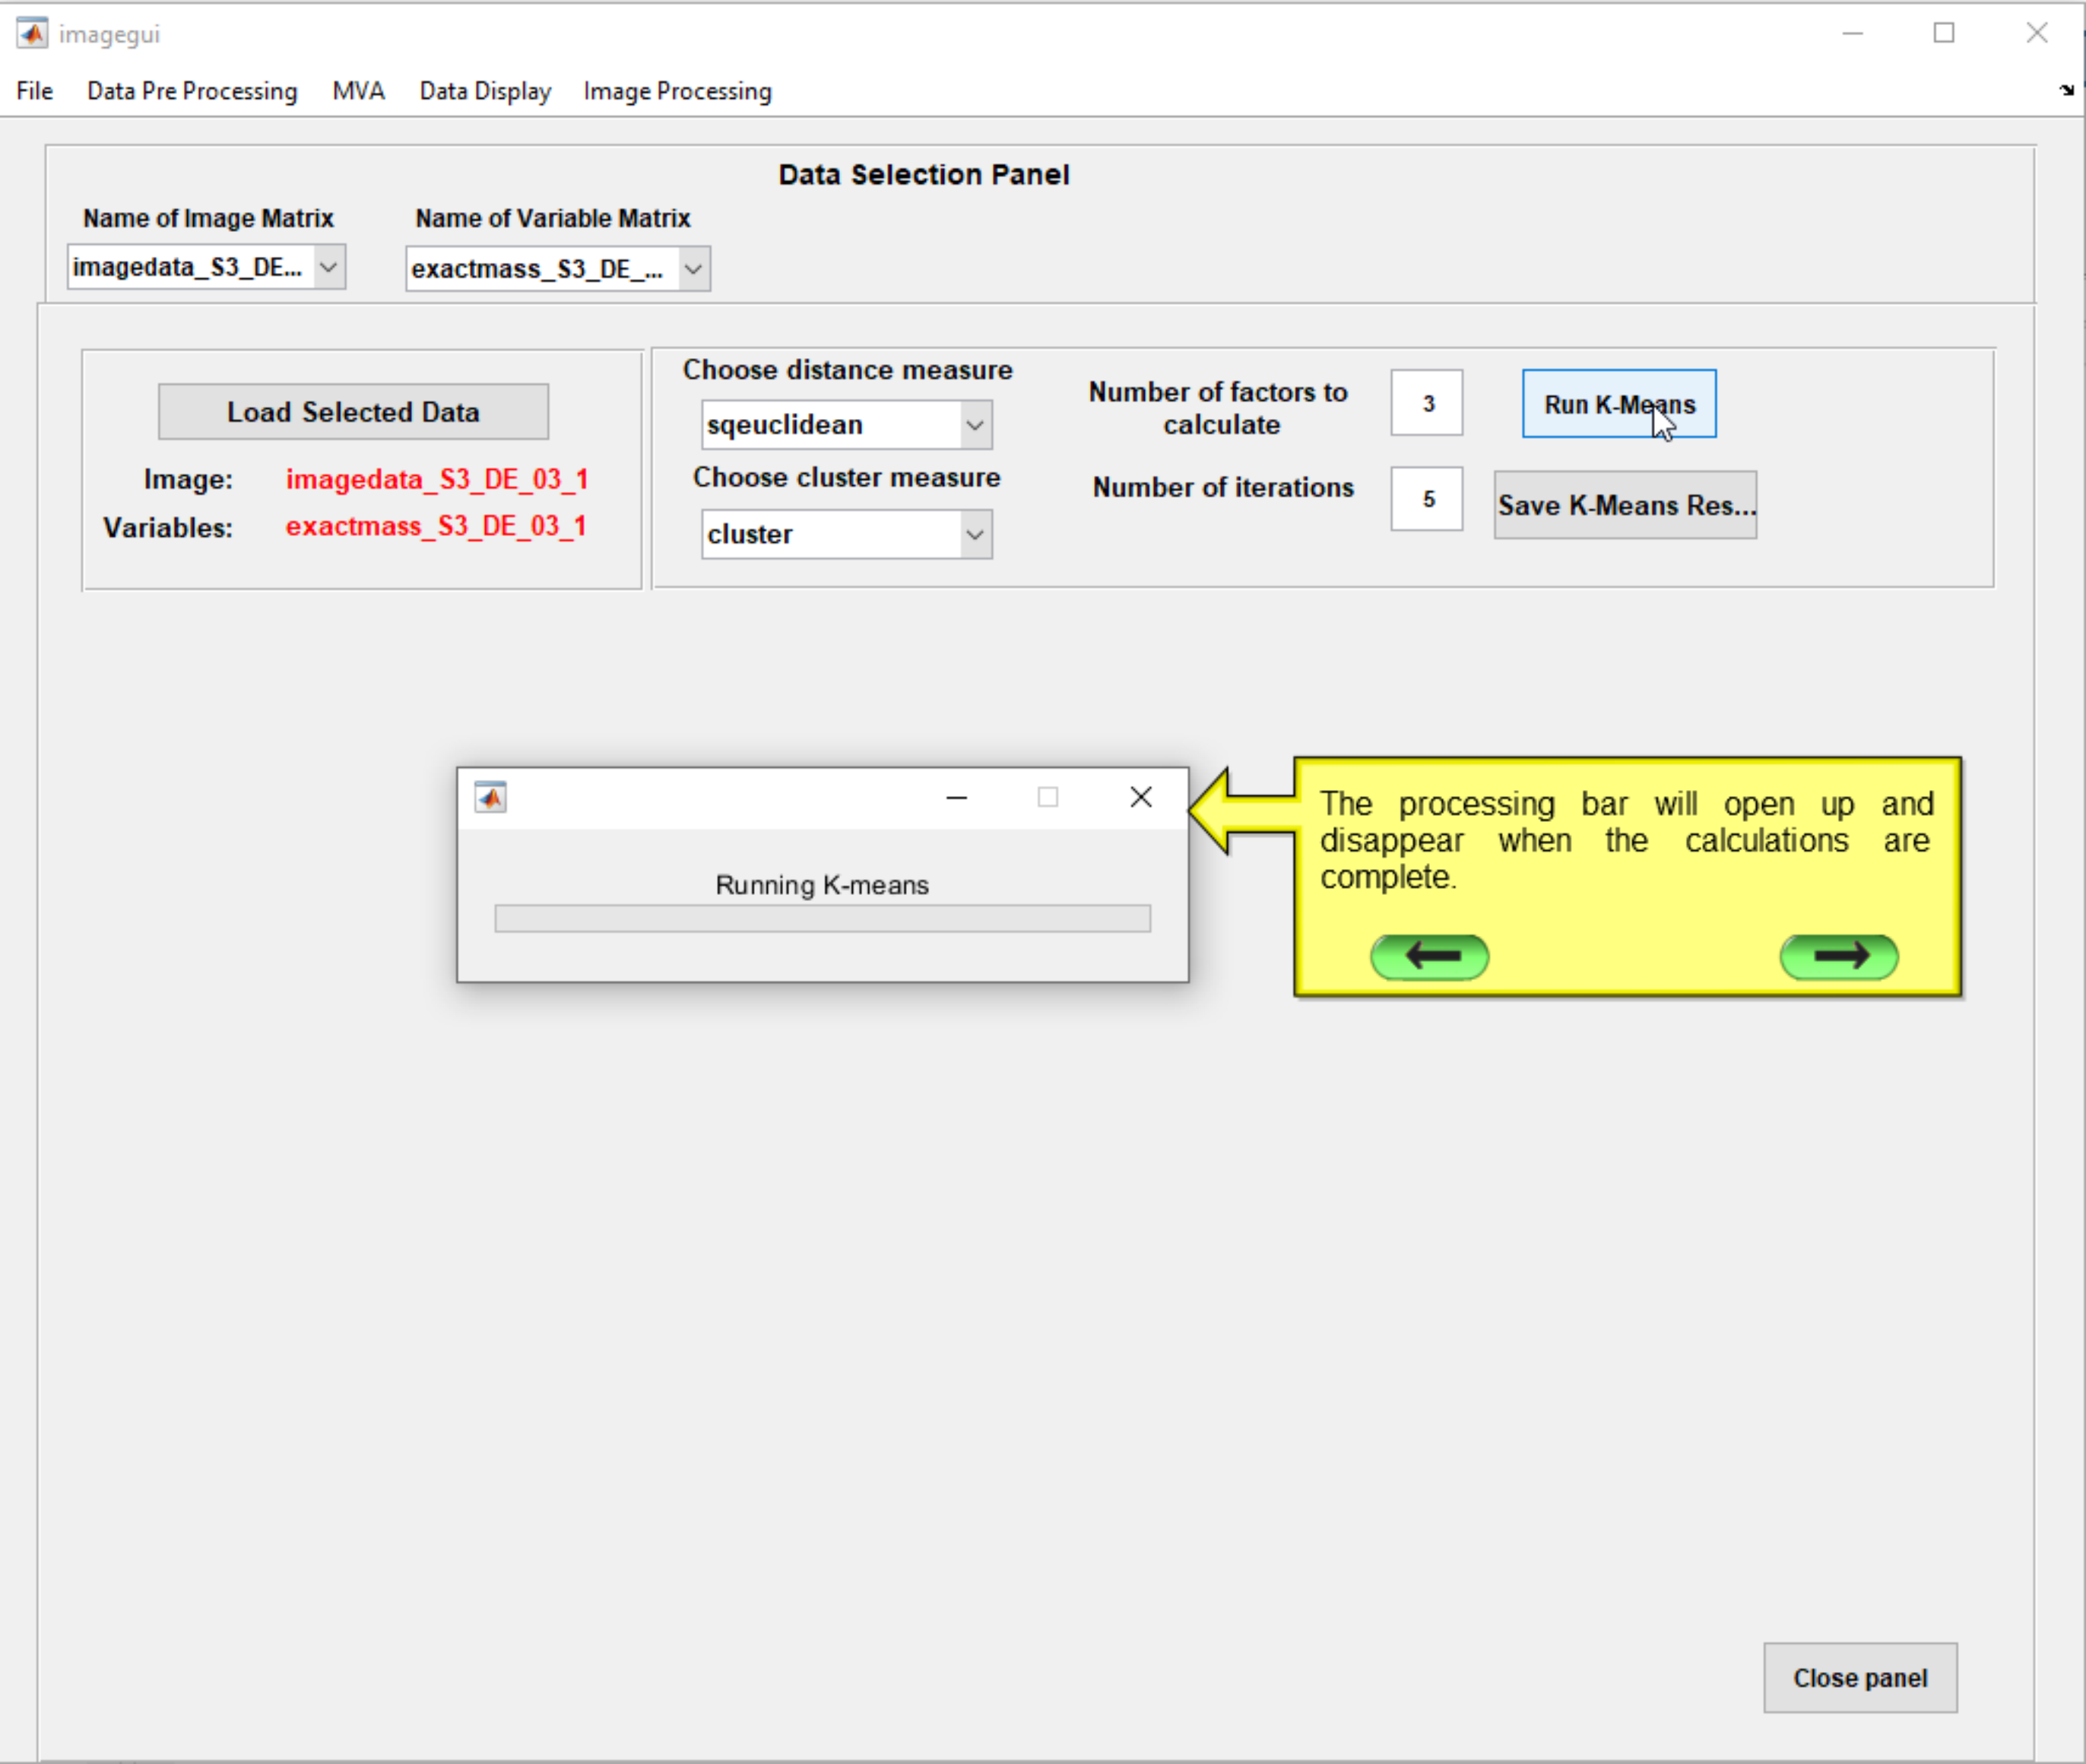 imagegui
File Data Pre Processing MVA Data Display Image Processing
Data Selection Panel
Name of Image Matrix Name of Variable Matrix
imagedata_S3_DE... exactmass_S3_DE_...
Load Selected Data
Image: imagedata_S3_DE_03_1
Variables: exactmass_S3_DE_03_1
Choose distance measure
sqeuclidean
Choose cluster measure
cluster
Number of factors to
calculate
3
Run K-Means
Number of iterations
5
Save K-Means Res...
Running K-means
The processing bar will open up and
disappear when the calculations are
complete.
Close panel